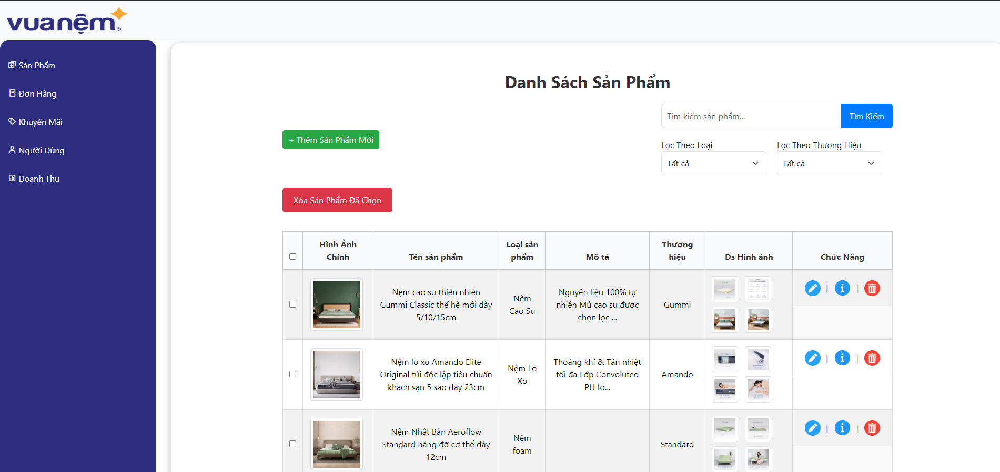 vuanệm®
Sản Phẩm
Đơn Hàng
Khuyến Mãi
Người Dùng
Doanh Thu
Danh Sách Sản Phẩm
Tìm kiếm sản phẩm...
Tìm Kiếm
+ Thêm Sản Phẩm Mới
Lọc Theo Loại
Lọc Theo Thương Hiệu
Tất cả
Tất cả
Xóa Sản Phẩm Đã Chọn
Hình Ảnh
Chính
Tên sản phẩm
Loại sản
phẩm
Mô tả
Thương
hiệu
Ds Hình ảnh
Chức Năng
Nệm cao su thiên nhiên
Gummi Classic thế hệ mới dày
5/10/15cm
Nệm
Cao Su
Nguyên liệu 100% tự
nhiên Mủ cao su được
chọn lọc ...
Gummi
| |
Nệm lò xo Amando Elite
Original túi độc lập tiêu chuẩn
khách sạn 5 sao dày 23cm
Nệm Lò
Xo
Thoáng khí & Tản nhiệt
tối đa Lớp Convoluted
PU fo...
Amando
| |
Nệm Nhật Bản Aeroflow
Standard nâng đỡ cơ thể dày
12cm
Nệm
foam
Standard
| |